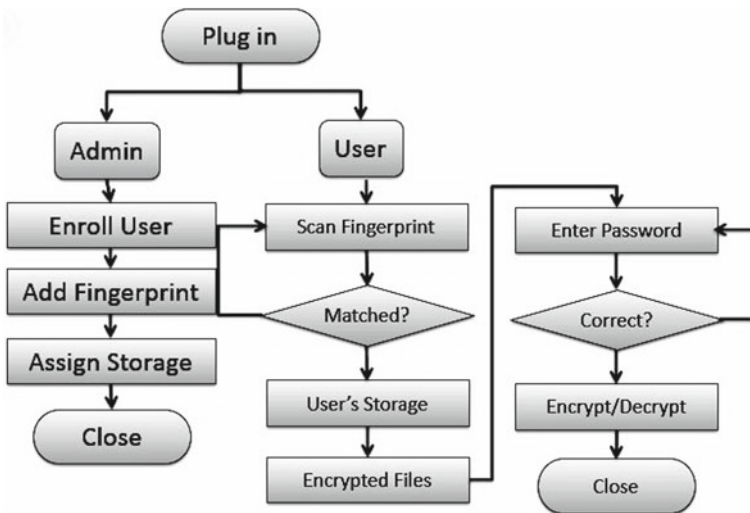 Plug in
Admin
User
Enroll User
Scan Fingerprint
Enter Password
Add Fingerprint
Matched?
Correct?
Assign Storage
User's Storage
Encrypt/Decrypt
Close
Encrypted Files
Close